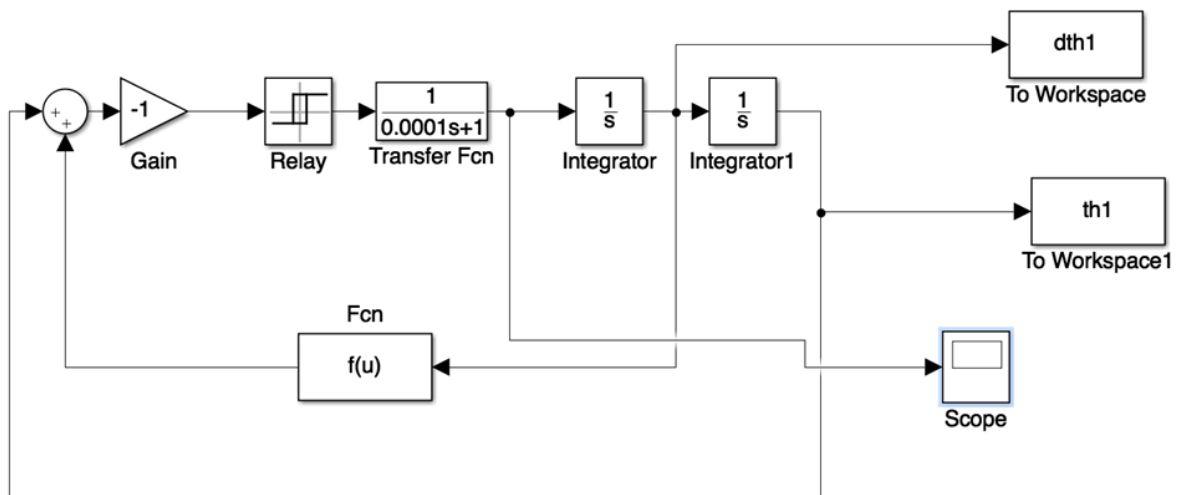 dth1
To Workspace
+
+
-1
Gain
Relay
1
0.0001s+1
Transfer Fcn
1
s
Integrator
1
s
Integrator1
th1
To Workspace1
Fcn
f(u)
Scope